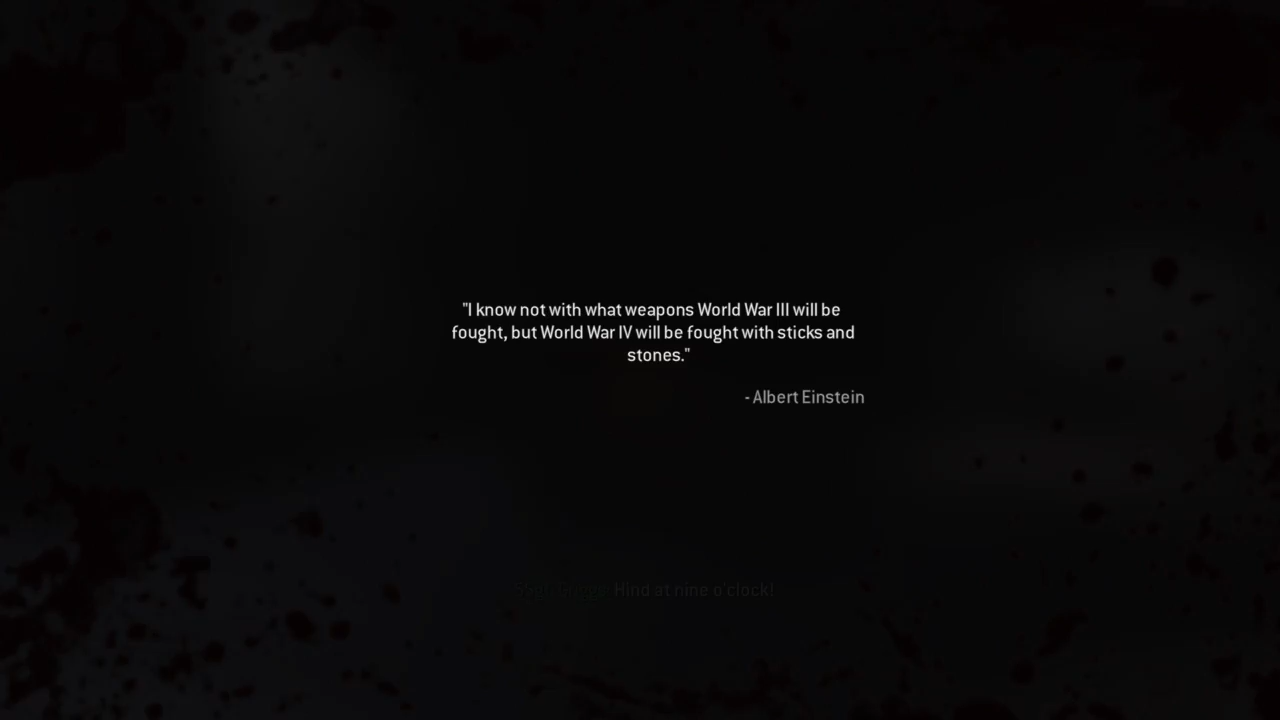 "I know not with what weapons World War III will be
fought, but World War IV will be fought with sticks and
stones."
- Albert Einstein
Hind at nine o'clock!